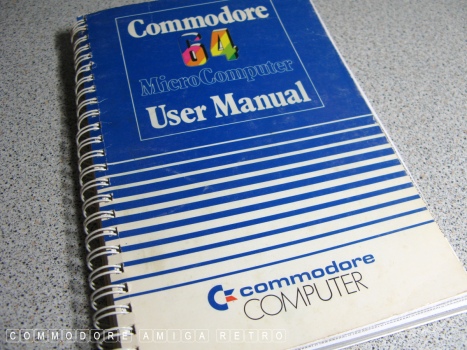 Commodore
64
MicroComputer
User Manual
commodore
COMPUTER
COMMODORE AMIGA RETRO